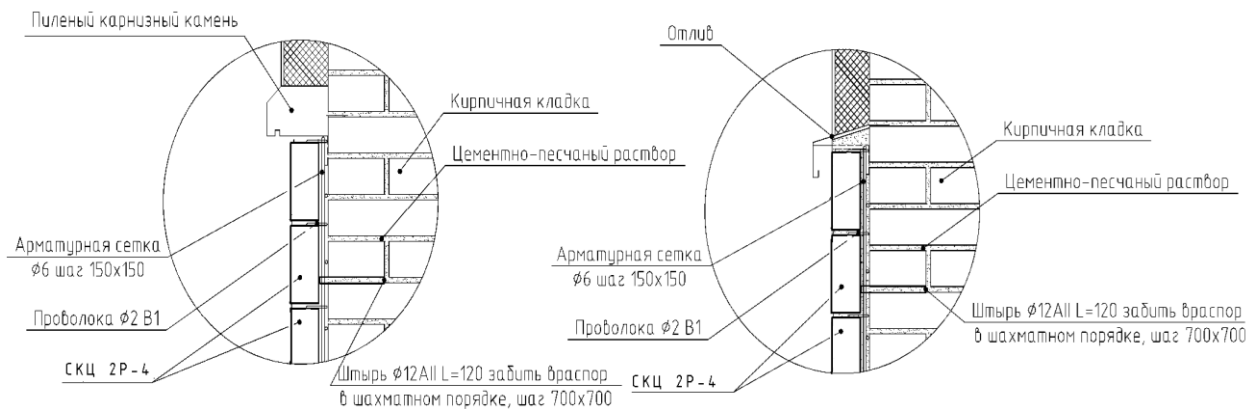 Пиленый карнизный камень
Кирпичная кладка
Цементно-песчаный раствор
Арматурная сетка
Ø6 шаг 150х150
Проволока Ø2 В1
СКЦ 2Р-4
Штырь Ø12АII L=120 забить враспор
в шахматном порядке, шаг 700х700
Отлив
Кирпичная кладка
Цементно-песчаный раствор
Арматурная сетка
Ø6 шаг 150х150
Проволока Ø2 В1
СКЦ 2Р-4
Штырь Ø12АII L=120 забить враспор
в шахматном порядке, шаг 700х700